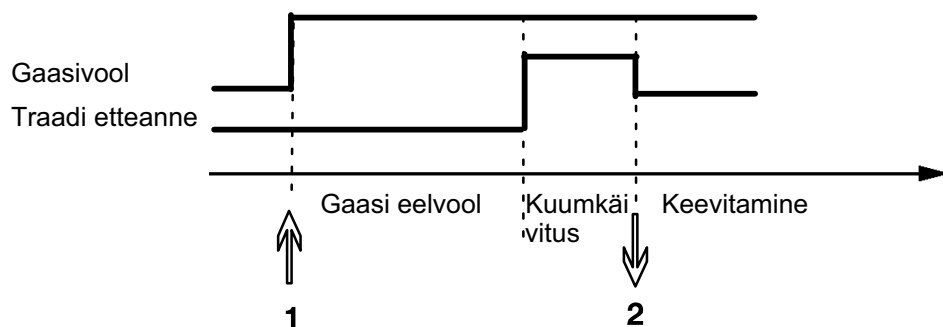 Gaasivool
Traadi etteanne
Gaasi eelvool
Kuumkäi
vitus
Keevitamine
1
2